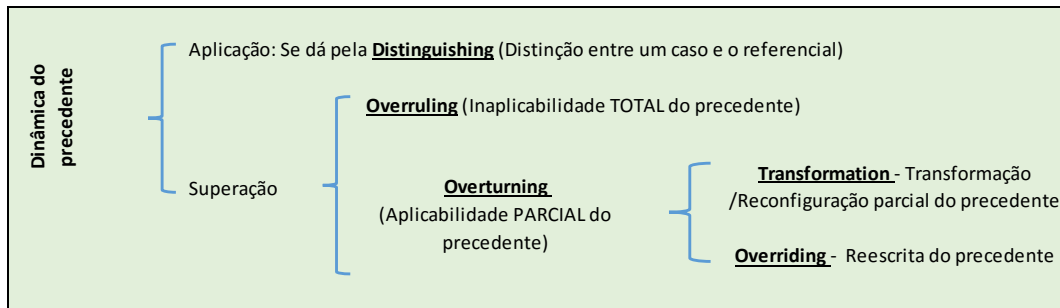 Dinâmica do
precedente
Aplicação: Se dá pela Distinguishing (Distinção entre um caso e o referencial)
Superação
Overruling (Inaplicabilidade TOTAL do precedente)
Overturning
(Aplicabilidade PARCIAL do
precedente)
Transformation - Transformação
/Reconfiguração parcial do precedente
Overriding - Reescrita do precedente